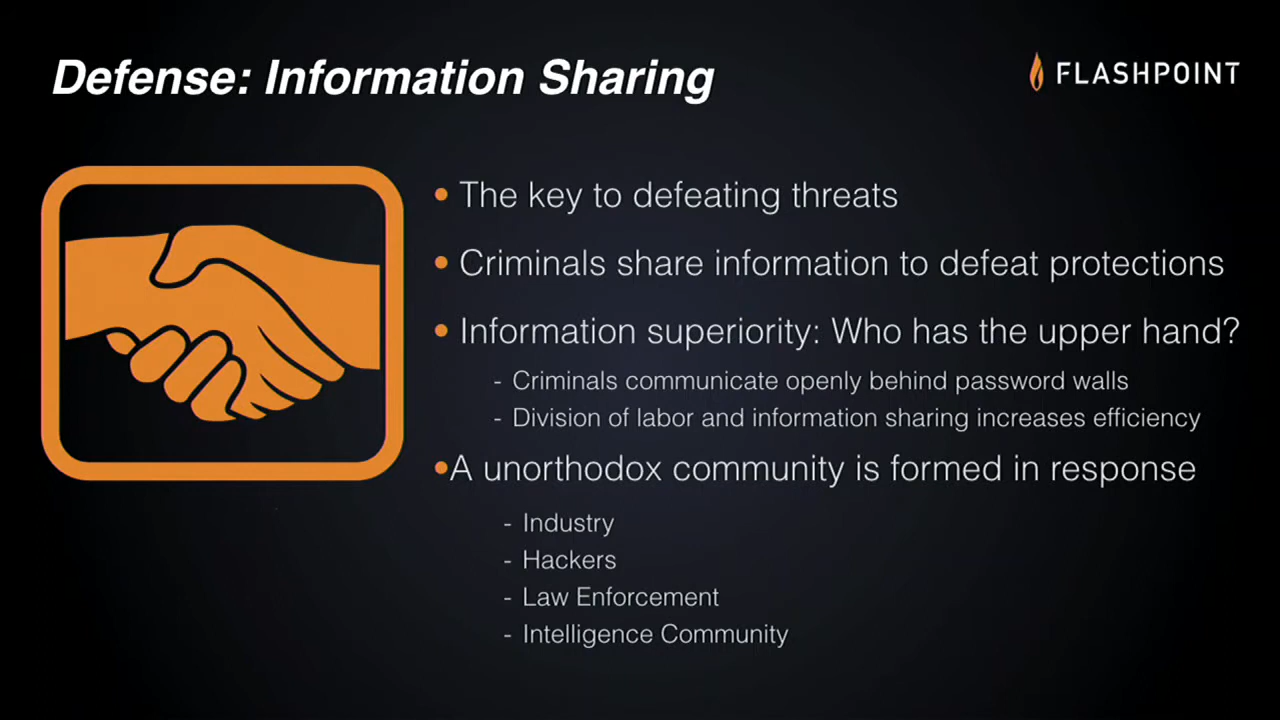 Defense: Information Sharing
FLASHPOINT
• The key to defeating threats
• Criminals share information to defeat protections
• Information superiority: Who has the upper hand?
- Criminals communicate openly behind password walls
- Division of labor and information sharing increases efficiency
•A unorthodox community is formed in response
- Industry
- Hackers
- Law Enforcement
- Intelligence Community